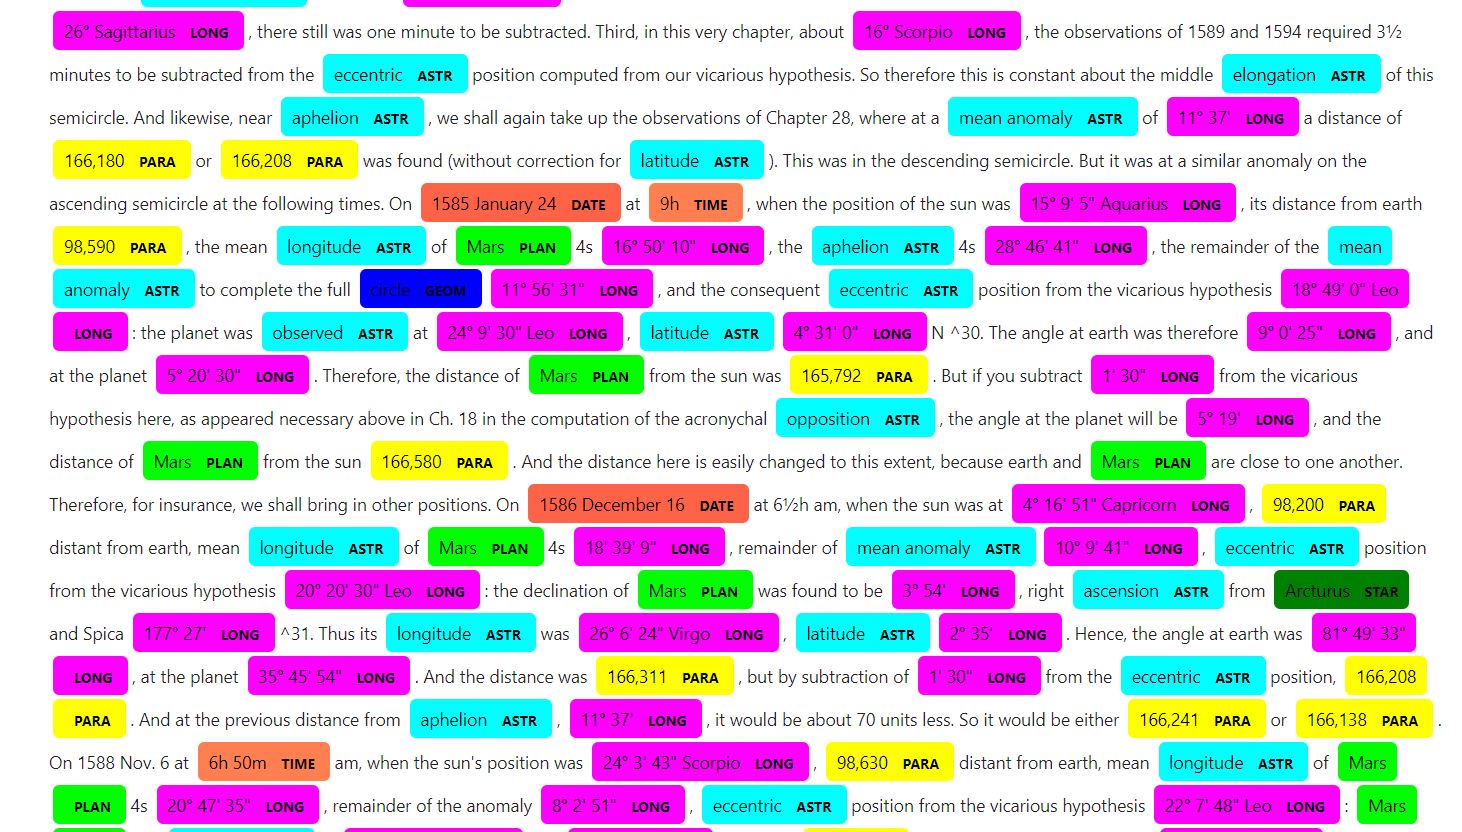 26° Sagittarius LONG , there still was one minute to be subtracted. Third, in this very chapter, about 16° Scorpio LONG , the observations of 1589 and 1594 required 3½
minutes to be subtracted from the eccentric ASTR position computed from our vicarious hypothesis. So therefore this is constant about the middle elongation ASTR of this
semicircle. And likewise, near aphelion ASTR , we shall again take up the observations of Chapter 28, where at a mean anomaly ASTR of 11° 37' LONG a distance of
166,180 PARA or 166,208 PARA was found (without correction for latitude ASTR ). This was in the descending semicircle. But it was at a similar anomaly on the
ascending semicircle at the following times. On 1585 January 24 DATE at 9h TIME , when the position of the sun was 15° 9' 5" Aquarius LONG , its distance from earth
98,590 PARA , the mean longitude ASTR of Mars PLAN 4s 16° 50' 10" LONG , the aphelion ASTR 4s 28° 46' 41" LONG , the remainder of the mean
anomaly ASTR to complete the full circle GEOM 11° 56' 31" LONG , and the consequent eccentric ASTR position from the vicarious hypothesis 18° 49' 0" Leo
LONG : the planet was observed ASTR at 24° 9' 30" Leo LONG , latitude ASTR 4° 31' 0" LONG N ^30. The angle at earth was therefore 9° 0' 25" LONG , and
at the planet 5° 20' 30" LONG . Therefore, the distance of Mars PLAN from the sun was 165,792 PARA . But if you subtract 1' 30" LONG from the vicarious
hypothesis here, as appeared necessary above in Ch. 18 in the computation of the acronychal opposition ASTR , the angle at the planet will be 5° 19' LONG , and the
distance of Mars PLAN from the sun 166,580 PARA . And the distance here is easily changed to this extent, because earth and Mars PLAN are close to one another.
Therefore, for insurance, we shall bring in other positions. On 1586 December 16 DATE at 6½h am, when the sun was at 4° 16' 51" Capricorn LONG , 98,200 PARA
distant from earth, mean longitude ASTR of Mars PLAN 4s 18° 39' 9" LONG , remainder of mean anomaly ASTR 10° 9' 41" LONG , eccentric ASTR position
from the vicarious hypothesis 20° 20' 30" Leo LONG : the declination of Mars PLAN was found to be 3° 54' LONG , right ascension ASTR from Arcturus STAR
and Spica 177° 27' LONG ^31. Thus its longitude ASTR was 26° 6' 24" Virgo LONG , latitude ASTR 2° 35' LONG . Hence, the angle at earth was 81° 49' 33"
LONG , at the planet 35° 45' 54" LONG . And the distance was 166,311 PARA , but by subtraction of 1' 30" LONG from the eccentric ASTR position, 166,208
PARA . And at the previous distance from aphelion ASTR , 11° 37' LONG , it would be about 70 units less. So it would be either 166,241 PARA or 166,138 PARA .
On 1588 Nov. 6 at 6h 50m TIME am, when the sun's position was 24° 3' 43" Scorpio LONG , 98,630 PARA distant from earth, mean longitude ASTR of Mars
PLAN 4s 20° 47' 35" LONG , remainder of the anomaly 8° 2' 51" LONG , eccentric ASTR position from the vicarious hypothesis 22° 7' 48" Leo LONG : Mars